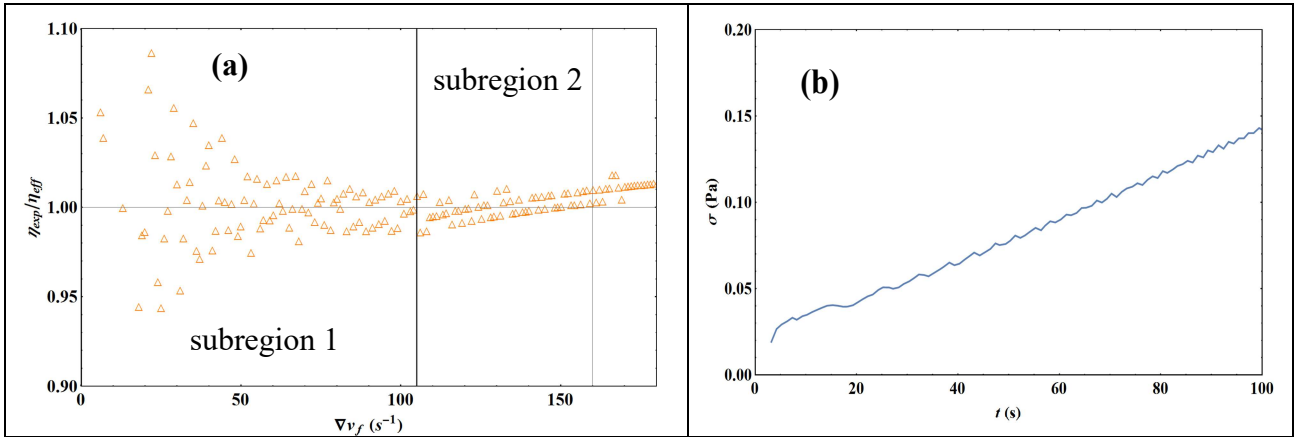 (a)
subregion 2
subregion 1
1.10
1.05
1.00
0.95
0.90
η_exp/η_eff
0 50 100 150
∇v_f (s⁻¹)
(b)
0.20
0.15
0.10
0.05
0.00
σ (Pa)
0 20 40 60 80 100
t (s)